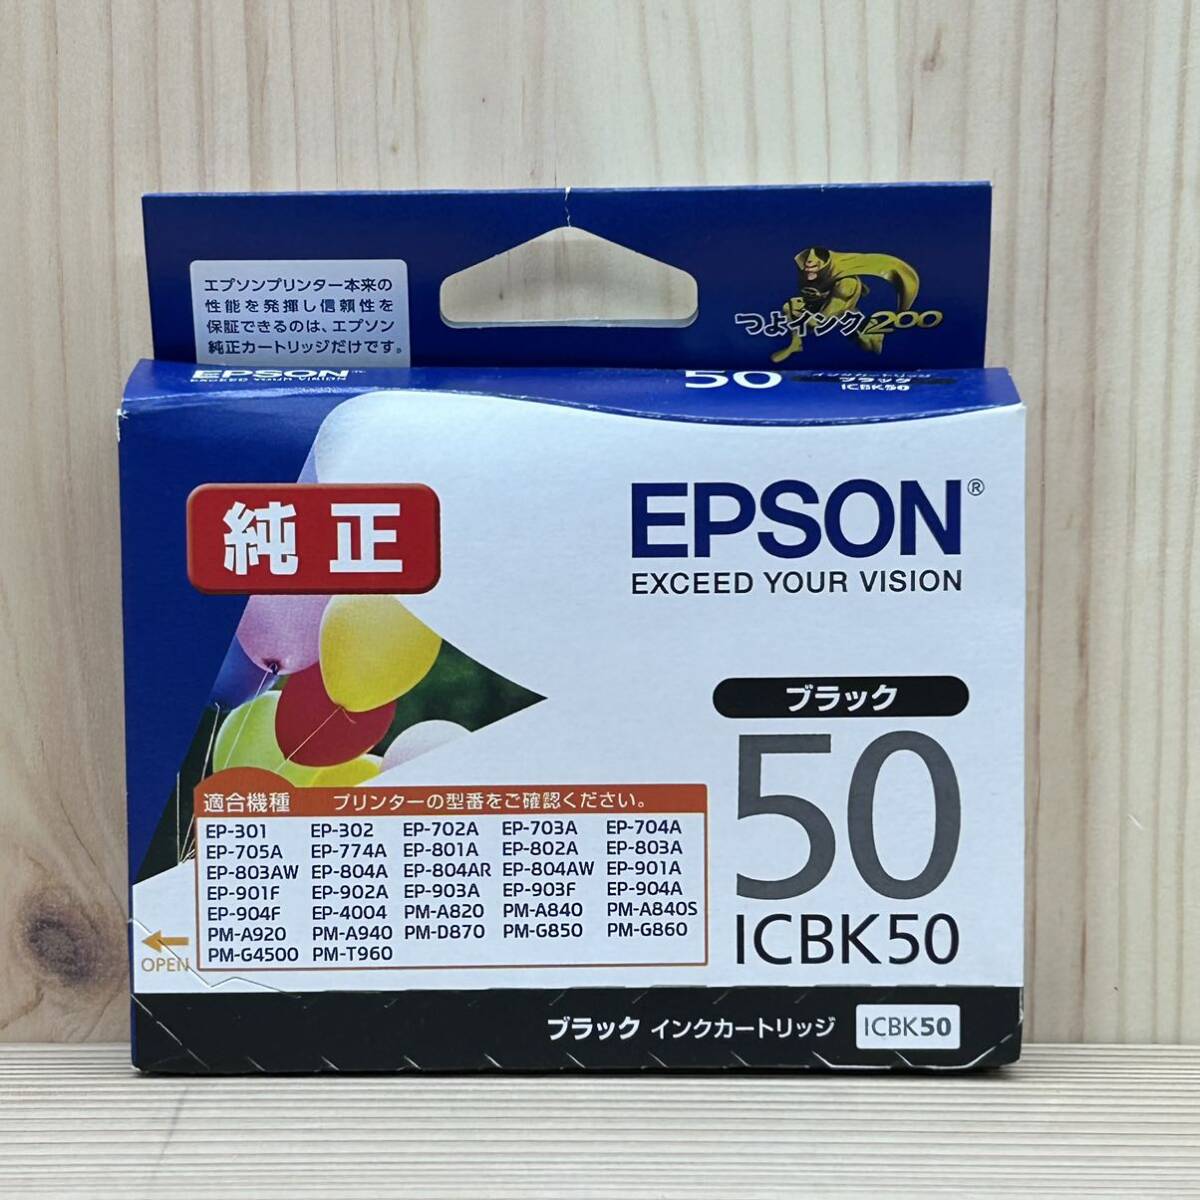 エプソンプリンター本来の
性能を発揮し信頼性を
保証できるのは、エプソン
純正カートリッジだけです。
つよインク200
EPSON
EXCEED YOUR VISION
50 インクカートリッジ
ブラック
ICBK50
純正
EPSON®
EXCEED YOUR VISION
ブラック
50
ICBK50
適合機種 プリンターの型番をご確認ください。
EP-301 EP-302 EP-702A EP-703A EP-704A
EP-705A EP-774A EP-801A EP-802A EP-803A
EP-803AW EP-804A EP-804AR EP-804AW EP-901A
EP-901F EP-902A EP-903A EP-903F EP-904A
EP-904F EP-4004 PM-A820 PM-A840 PM-A840S
PM-A920 PM-A940 PM-D870 PM-G850 PM-G860
PM-G4500 PM-T960
OPEN
ブラック インクカートリッジ ICBK50